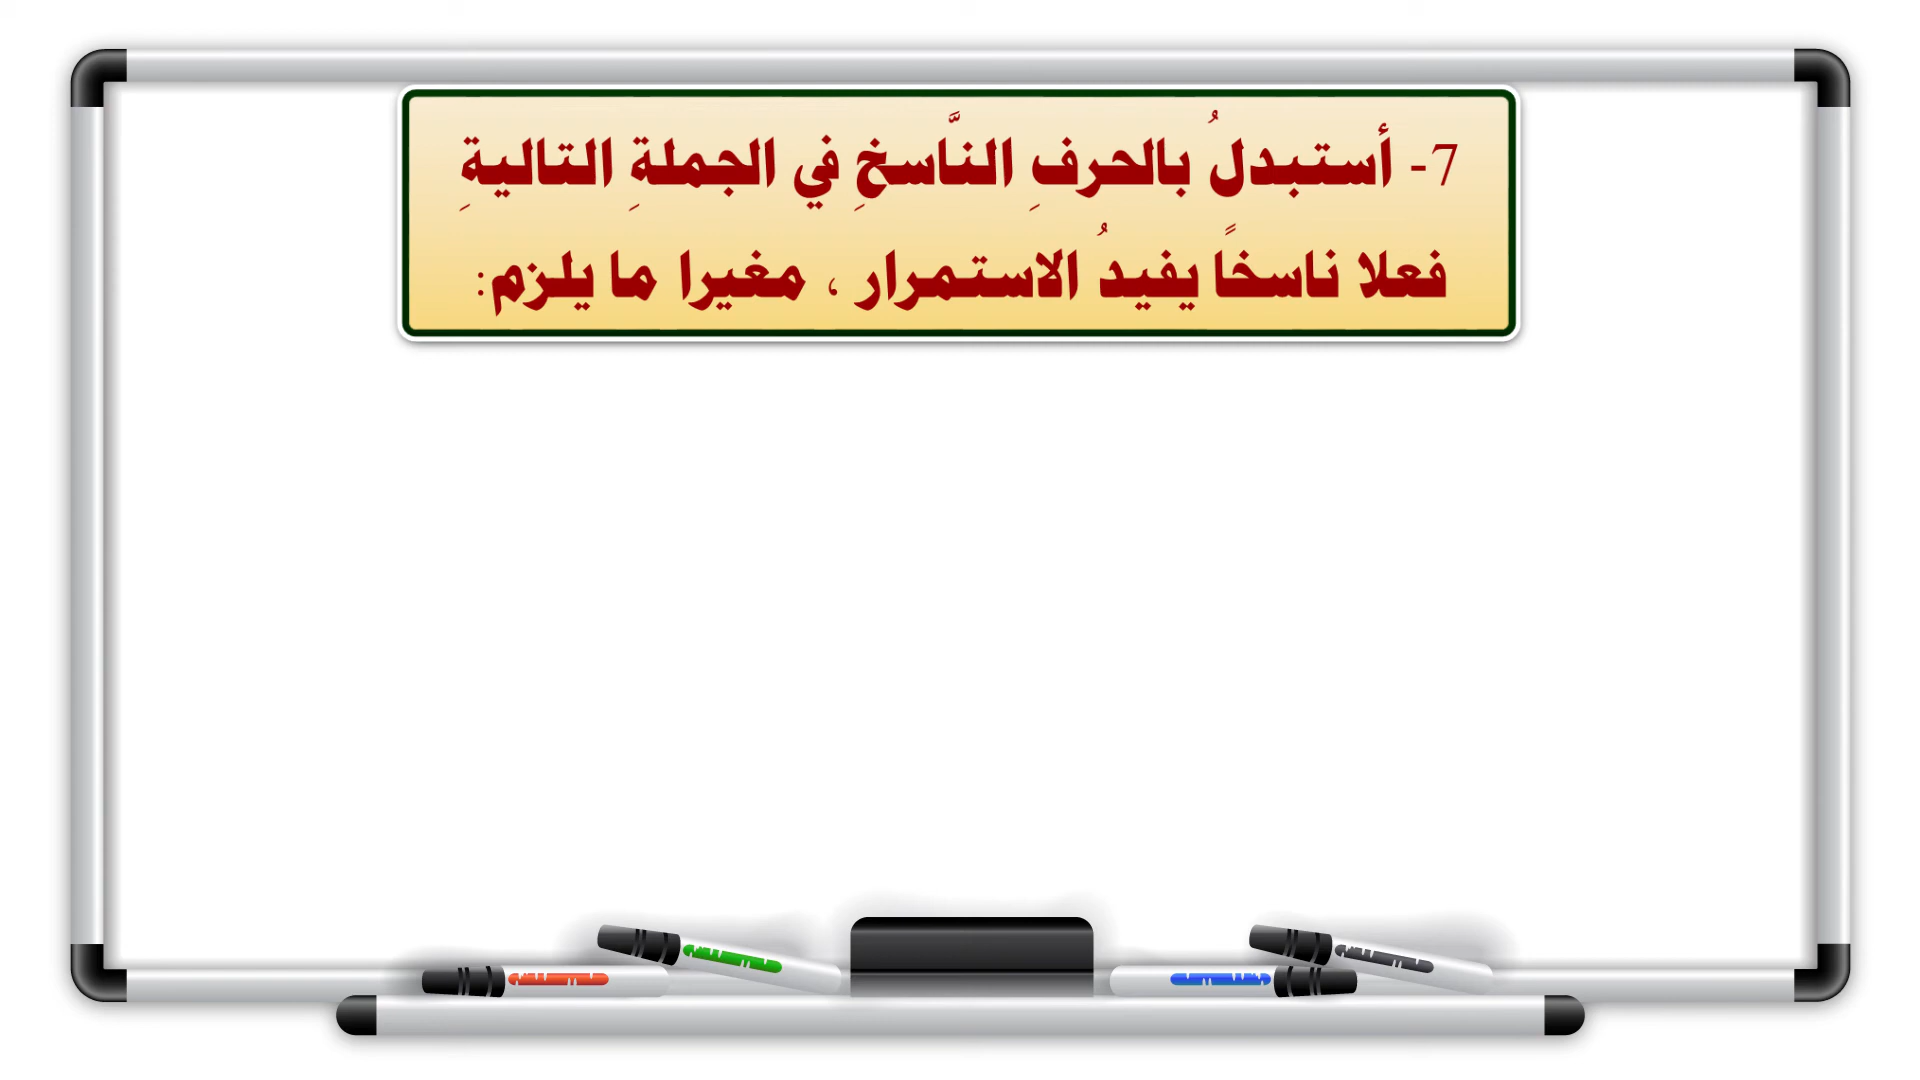 7- أستبدلُ بالحرفِ النَّاسخِ في الجملةِ التاليةِ
فعلا ناسخًا يفيدُ الاستمرار ، مغيرا ما يلزم: